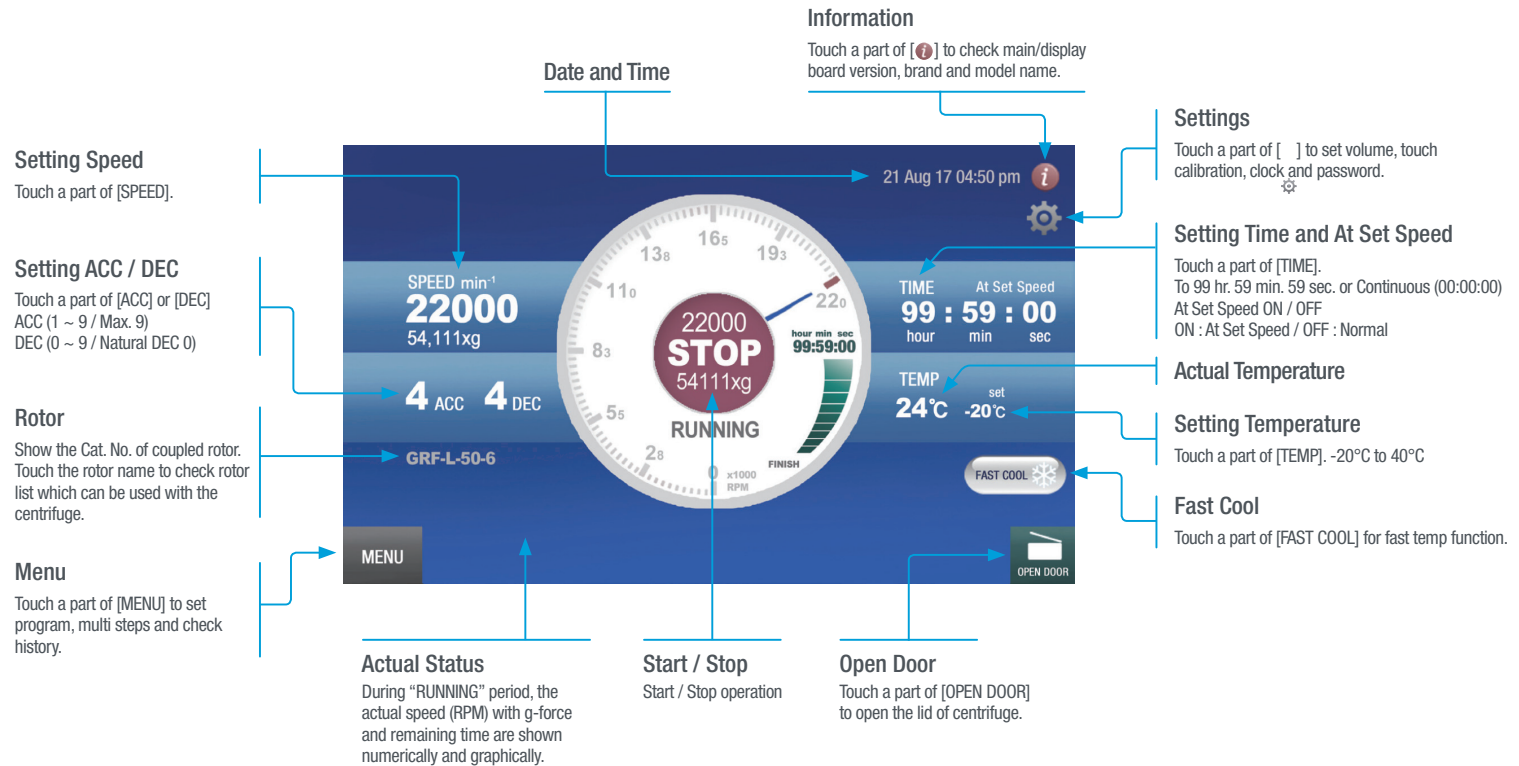 Information
Touch a part of [i] to check main/display
board version, brand and model name.
Date and Time
Settings
Touch a part of [ ] to set volume, touch
calibration, clock and password.
Setting Speed
Touch a part of [SPEED].
Setting ACC / DEC
Touch a part of [ACC] or [DEC]
ACC (1 ~ 9 / Max. 9)
DEC (0 ~ 9 / Natural DEC 0)
Rotor
Show the Cat. No. of coupled rotor.
Touch the rotor name to check rotor
list which can be used with the
centrifuge.
Menu
Touch a part of [MENU] to set
program, multi steps and check
history.
21 Aug 17 04:50 pm i
SPEED min⁻¹
22000
54,111xg
4 ACC 4 DEC
GRF-L-50-6
MENU
0
28
55
83
110
138
165
193
220
x1000
RPM
22000
STOP
54111xg
RUNNING
hour min sec
99:59:00
FINISH
TIME At Set Speed
99 : 59 : 00
hour min sec
TEMP
set
24°C -20°C
FAST COOL
OPEN DOOR
Setting Time and At Set Speed
Touch a part of [TIME].
To 99 hr. 59 min. 59 sec. or Continuous (00:00:00)
At Set Speed ON / OFF
ON : At Set Speed / OFF : Normal
Actual Temperature
Setting Temperature
Touch a part of [TEMP]. -20°C to 40°C
Fast Cool
Touch a part of [FAST COOL] for fast temp function.
Actual Status
During “RUNNING” period, the
actual speed (RPM) with g-force
and remaining time are shown
numerically and graphically.
Start / Stop
Start / Stop operation
Open Door
Touch a part of [OPEN DOOR]
to open the lid of centrifuge.